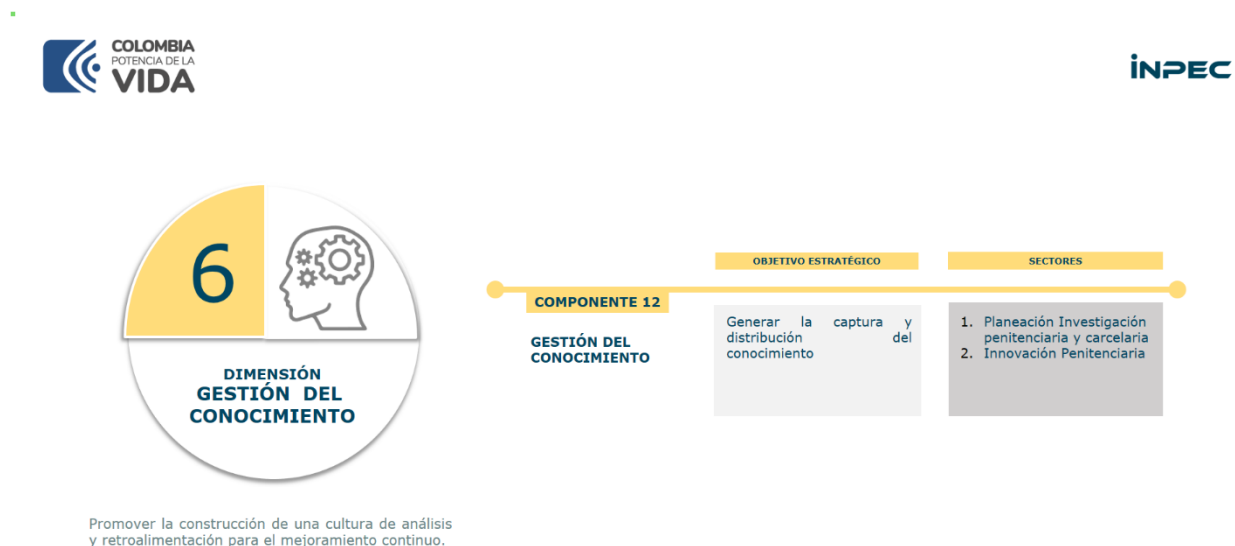 COLOMBIA
POTENCIA DE LA
VIDA
INPEC
6
DIMENSIÓN
GESTIÓN DEL
CONOCIMIENTO
Promover la construcción de una cultura de análisis
y retroalimentación para el mejoramiento continuo.
COMPONENTE 12
GESTIÓN DEL
CONOCIMIENTO
OBJETIVO ESTRATÉGICO
Generar la captura y
distribución del
conocimiento
SECTORES
1. Planeación Investigación
penitenciaria y carcelaria
2. Innovación Penitenciaria